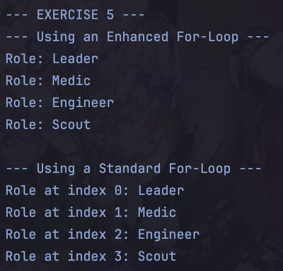 --- EXERCISE 5 ---
--- Using an Enhanced For-Loop ---
Role: Leader
Role: Medic
Role: Engineer
Role: Scout

--- Using a Standard For-Loop ---
Role at index 0: Leader
Role at index 1: Medic
Role at index 2: Engineer
Role at index 3: Scout